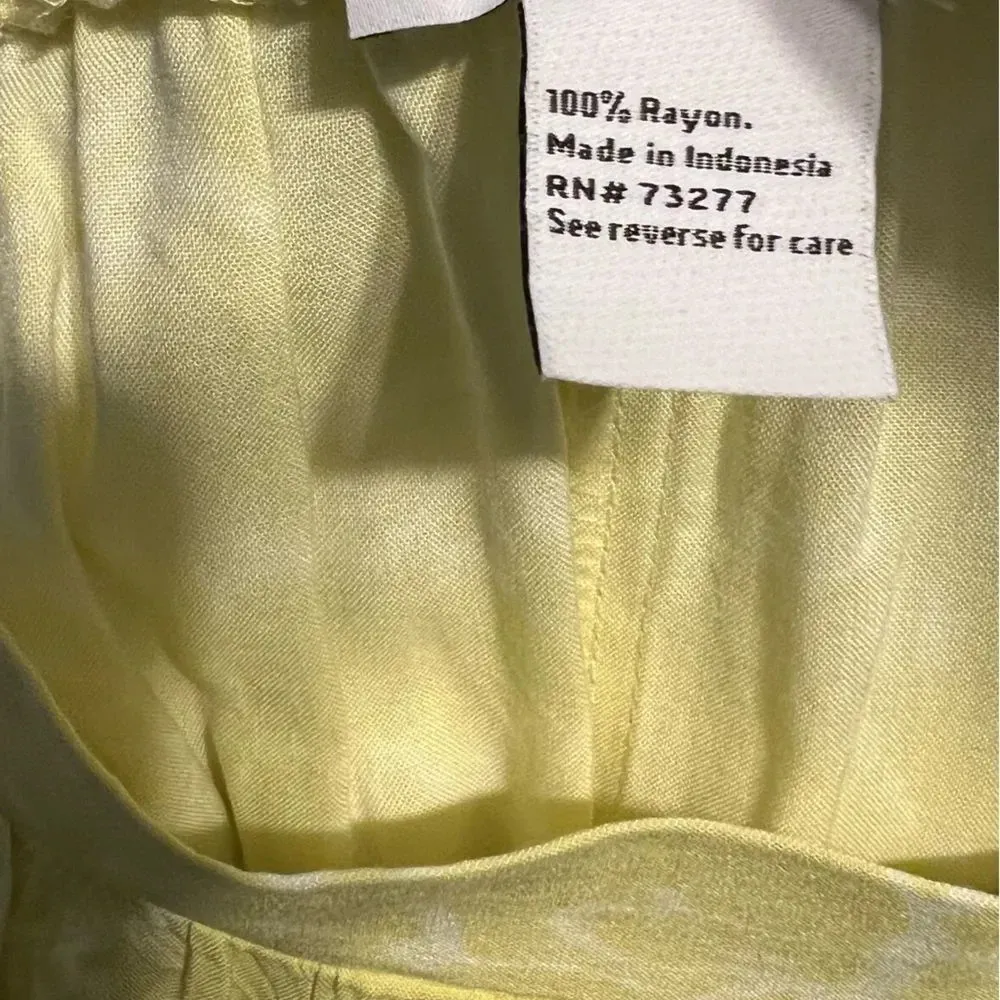 100% Rayon.
Made in Indonesia
RN# 73277
See reverse for care